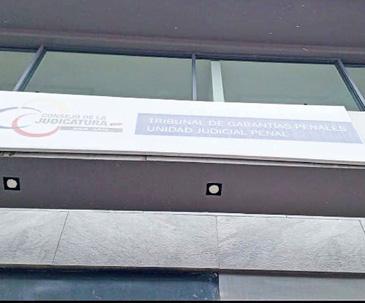 CONSEJO DE LA
JUDICATURA
TRIBUNAL DE GARANTÍAS PENALES
UNIDAD JUDICIAL PENAL